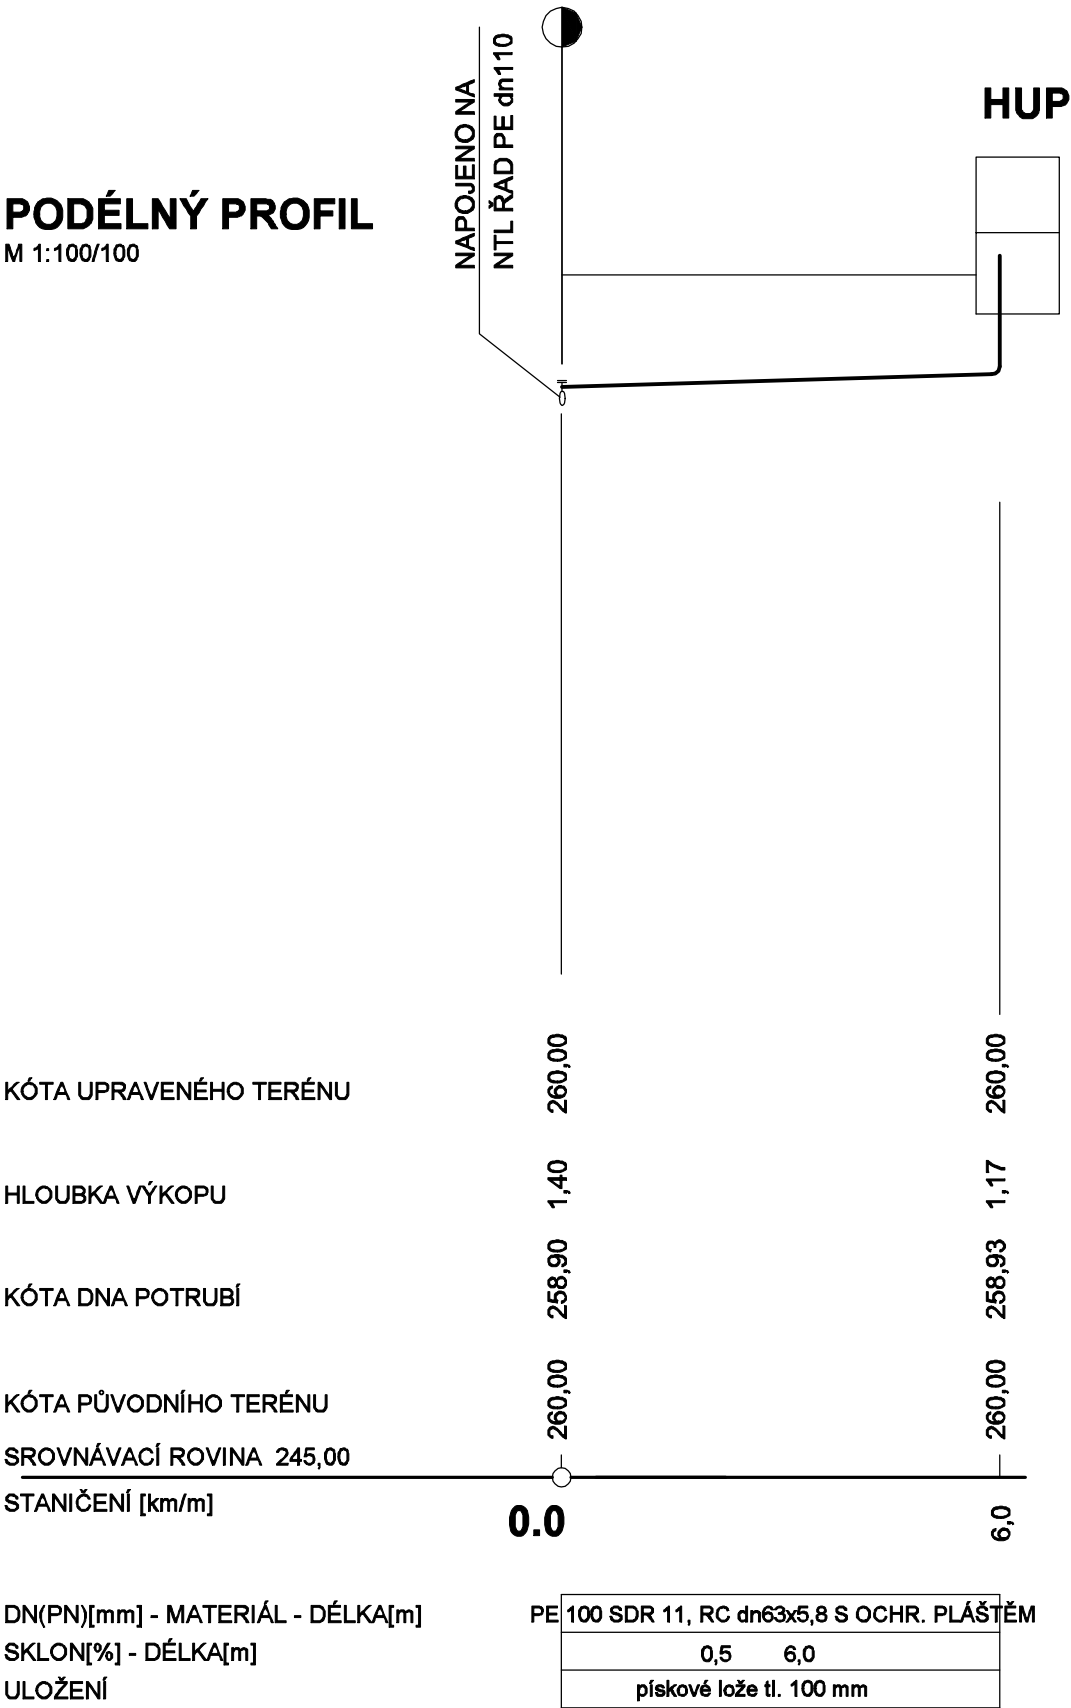 NAPOJENO NA
NTL ŘAD PE dn110
HUP
PODÉLNÝ PROFIL
M 1:100/100
KÓTA UPRAVENÉHO TERÉNU 260,00 260,00
HLOUBKA VÝKOPU 1,40 1,17
KÓTA DNA POTRUBÍ 258,90 258,93
KÓTA PŮVODNÍHO TERÉNU 260,00 260,00
SROVNÁVACÍ ROVINA 245,00
STANIČENÍ [km/m] 0.0 6,0
DN(PN)[mm] - MATERIÁL - DÉLKA[m] PE 100 SDR 11, RC dn63x5,8 S OCHR. PLÁŠTĚM
SKLON[%] - DÉLKA[m] 0,5 6,0
ULOŽENÍ pískové lože tl. 100 mm